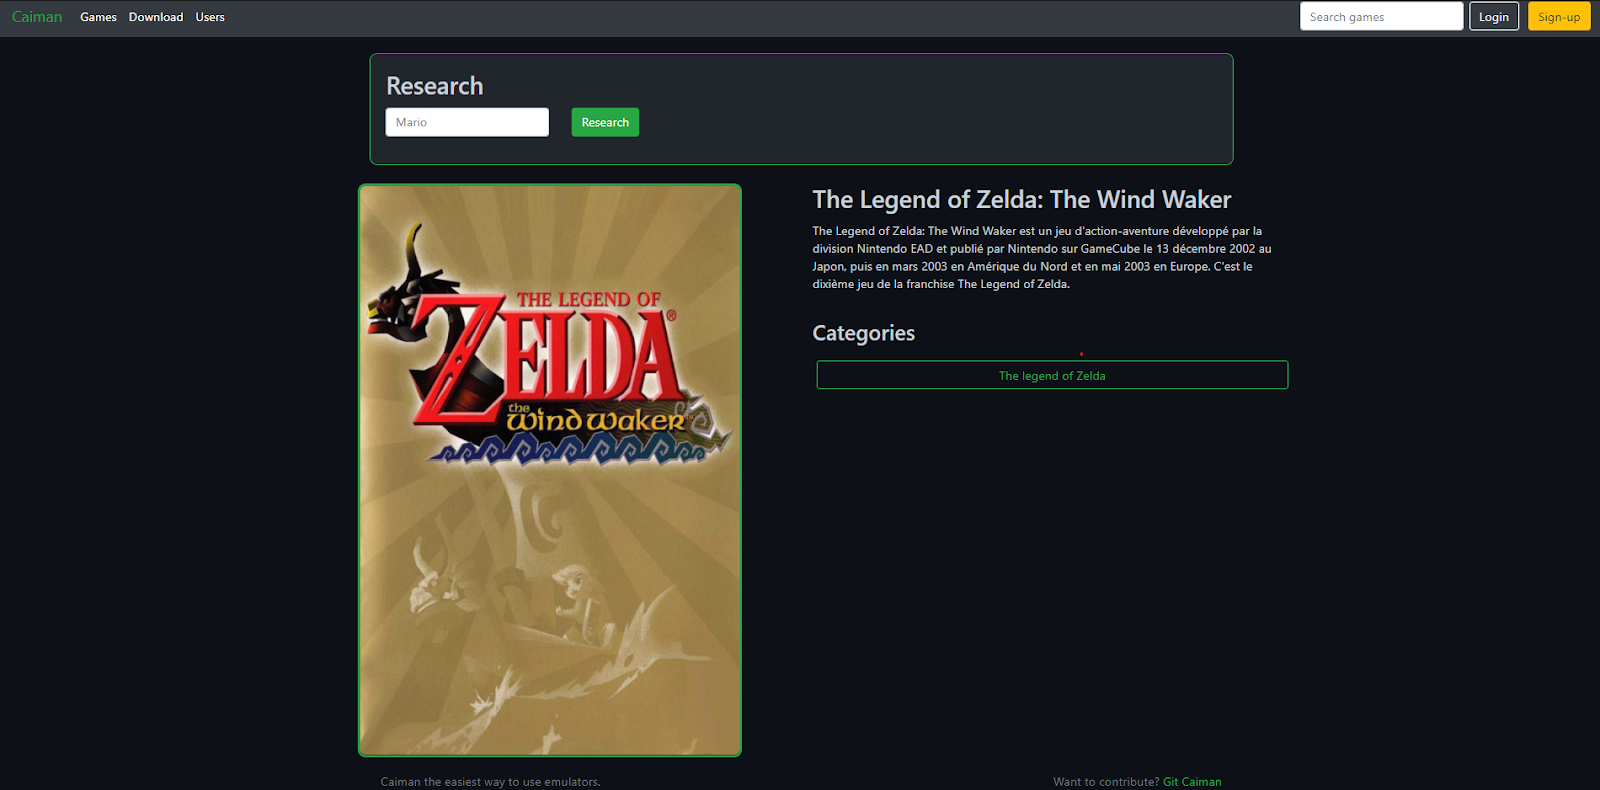 Caiman Games Download Users Search games Login Sign-up
Research
Mario Research
THE LEGEND OF
ZELDA®
the
Wind Waker™
The Legend of Zelda: The Wind Waker
The Legend of Zelda: The Wind Waker est un jeu d'action-aventure développé par la
division Nintendo EAD et publié par Nintendo sur GameCube le 13 décembre 2002 au
Japon, puis en mars 2003 en Amérique du Nord et en mai 2003 en Europe. C'est le
dixième jeu de la franchise The Legend of Zelda.
Categories
The legend of Zelda
Caiman the easiest way to use emulators. Want to contribute? Git Caiman